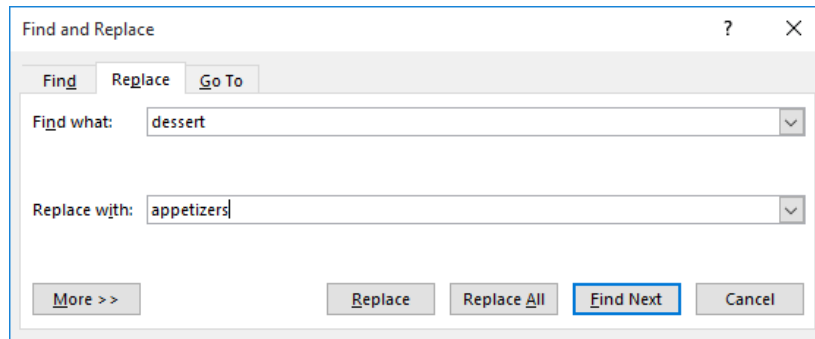 Find and Replace ?
Find Replace Go To
Find what: dessert
Replace with: appetizers
More >> Replace Replace All Find Next Cancel